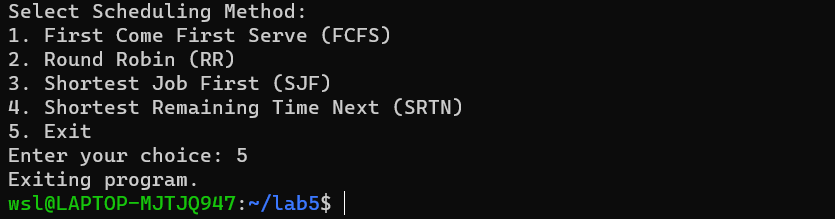 Select Scheduling Method:
1. First Come First Serve (FCFS)
2. Round Robin (RR)
3. Shortest Job First (SJF)
4. Shortest Remaining Time Next (SRTN)
5. Exit
Enter your choice: 5
Exiting program.
wsl@LAPTOP-MJTJQ947:~/lab5$